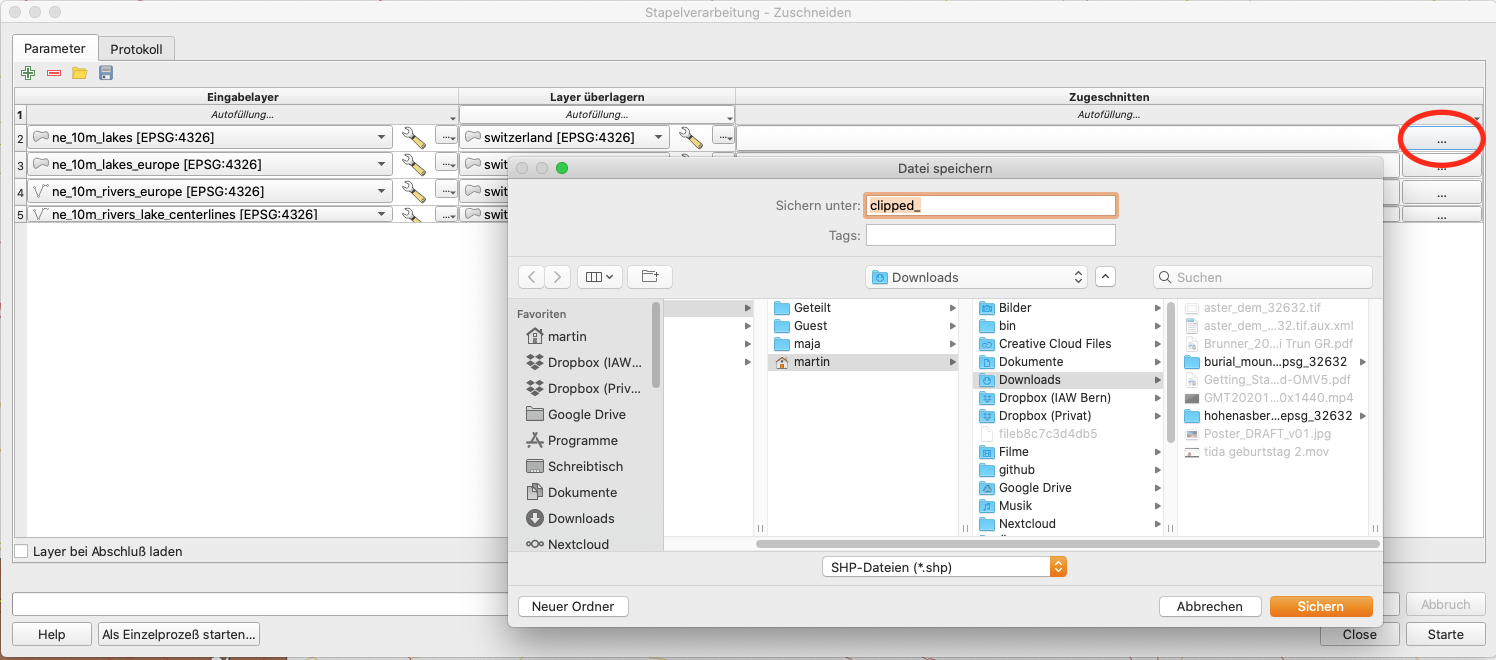 Stapelverarbeitung - Zuschneiden
Parameter
Protokoll
Eingabelayer
Layer überlagern
Zugeschnitten
1
Autofüllung...
Autofüllung...
Autofüllung...
2
ne_10m_lakes [EPSG:4326]
...
switzerland [EPSG:4326]
...
...
3
ne_10m_lakes_europe [EPSG:4326]
...
swit
...
4
ne_10m_rivers_europe [EPSG:4326]
...
swit
...
5
ne_10m_rivers_lake_centerlines [EPSG:4326]
...
swit
...
Datei speichern
Sichern unter:
clipped_
Tags:
Downloads
Suchen
Favoriten
martin
Dropbox (IAW...
Dropbox (Priv...
Google Drive
Programme
Schreibtisch
Dokumente
Downloads
Nextcloud
Geteilt
Guest
maja
martin
Bilder
bin
Creative Cloud Files
Dokumente
Downloads
Dropbox (IAW Bern)
Dropbox (Privat)
fileb8c7c3d4db5
Filme
github
Google Drive
Musik
Nextcloud
aster_dem_32632.tif
aster_dem_...32.tif.aux.xml
Brunner_20...i Trun GR.pdf
burial_moun...psg_32632
Getting_Sta...d-OMV5.pdf
GMT20201...0x1440.mp4
hohenasber...epsg_32632
Poster_DRAFT_v01.jpg
tida geburtstag 2.mov
SHP-Dateien (*.shp)
Neuer Ordner
Abbrechen
Sichern
Layer bei Abschluß laden
Abbruch
Help
Als Einzelprozeß starten...
Close
Starte